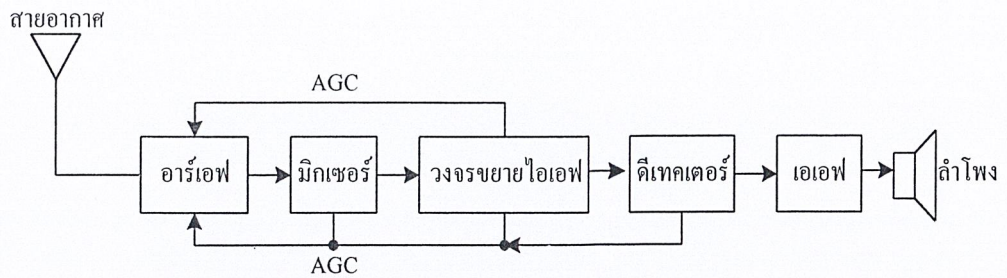 สายอากาศ
AGC
อาร์เอฟ
มิกเซอร์
วงจรขยายไอเอฟ
ดีเทคเตอร์
เอเอฟ
ลำโพง
AGC